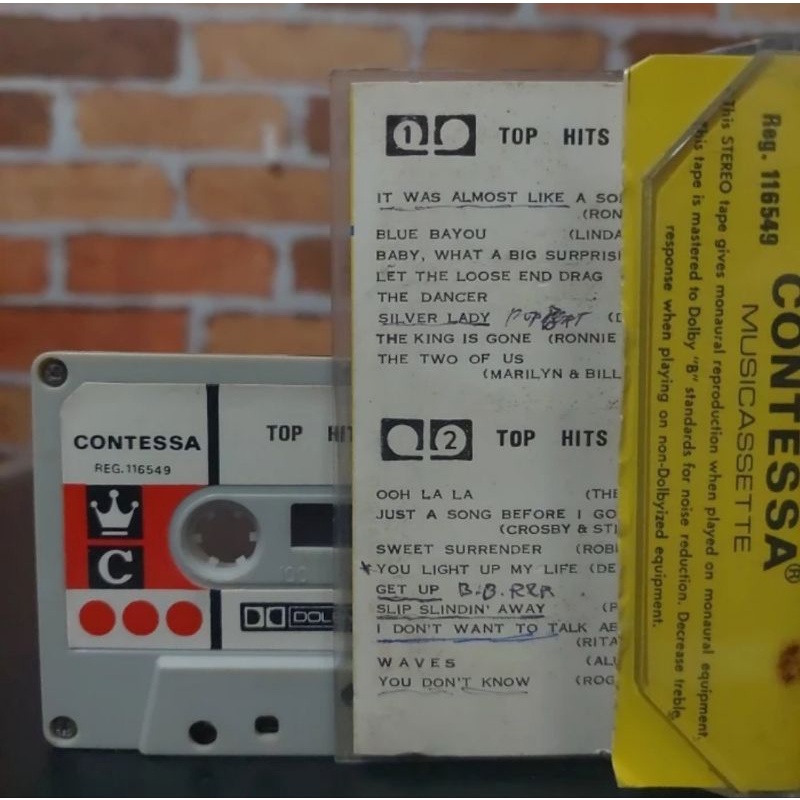 CONTESSA
REG. 116549
TOP HIT
C
DOL
1 TOP HITS
IT WAS ALMOST LIKE A SO
(RON
BLUE BAYOU (LINDA
BABY, WHAT A BIG SURPRIS
LET THE LOOSE END DRAG
THE DANCER
SILVER LADY (D
THE KING IS GONE (RONNIE
THE TWO OF US
(MARILYN & BILL
2 TOP HITS
OOH LA LA (THE
JUST A SONG BEFORE I GO
(CROSBY & STI
SWEET SURRENDER (ROB
YOU LIGHT UP MY LIFE (DE
GET UP B.B.
SLIP SLINDIN' AWAY (P
I DON'T WANT TO TALK AB
(RITA
WAVES (AL
YOU DON'T KNOW (ROG
Reg. 116549
CONTESSA®
MUSICASSETTE
This STEREO tape gives monaural reproduction when played on monaural equipment,
this tape is mastered to Dolby "B" standards for noise reduction. Decrease treble
response when playing on non-Dolbyized equipment.